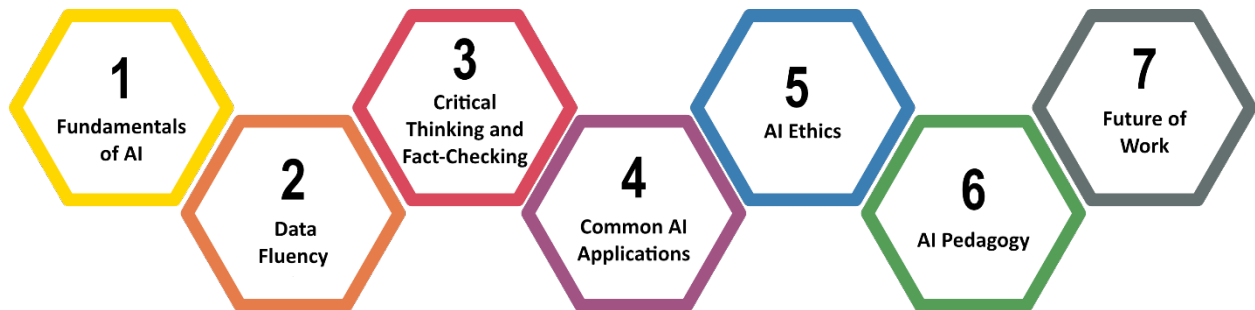 1
Fundamentals
of AI
2
Data
Fluency
3
Critical
Thinking and
Fact-Checking
4
Common AI
Applications
5
AI Ethics
6
AI Pedagogy
7
Future of
Work